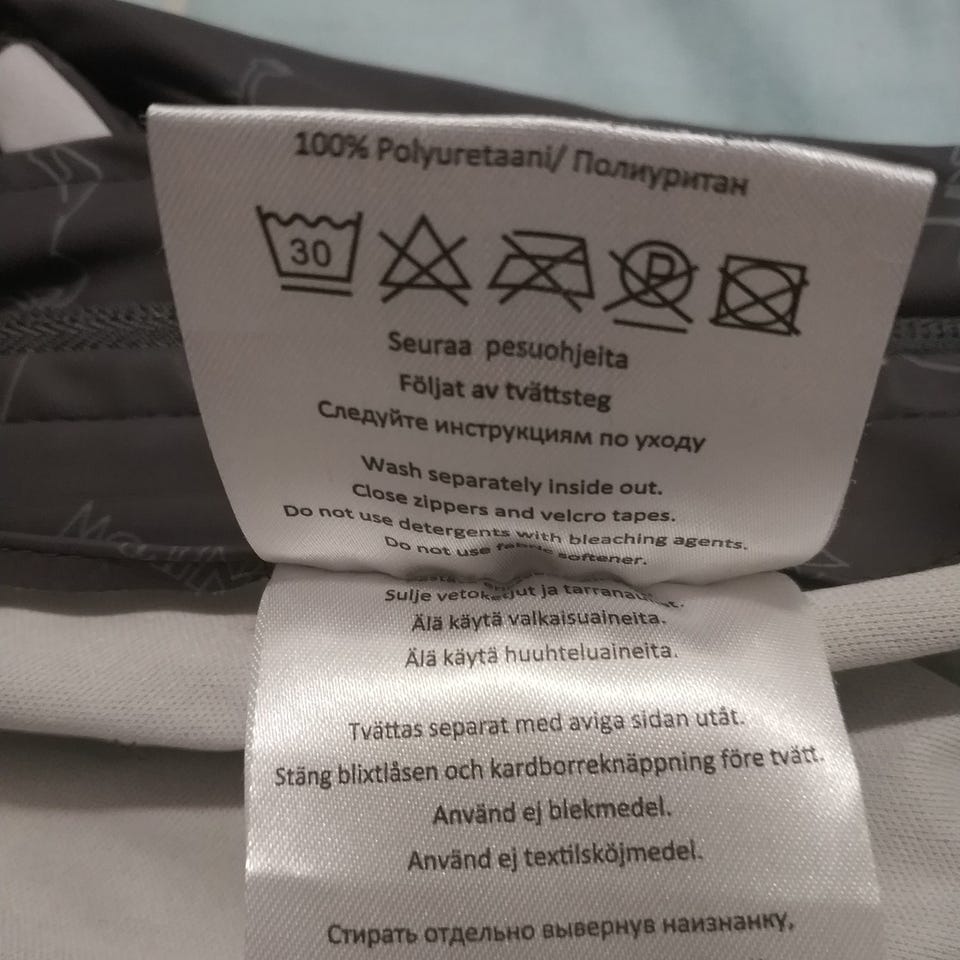 100% Polyuretaani/ Полиуритан
30
P
Seuraa pesuohjeita
Följat av tvättsteg
Следуйте инструкциям по уходу
Wash separately inside out.
Close zippers and velcro tapes.
Do not use detergents with bleaching agents.
Do not use fabric softener.
Sulje vetoketjut ja
Älä käytä valkaisuaineita.
Älä käytä huuhteluaineita.
Tvättas separat med aviga sidan utåt.
Stäng blixtlåsen och kardborreknäppning före tvätt.
Använd ej blekmedel.
Använd ej textilsköjmedel.
Стирать отдельно вывернув наизнанку,